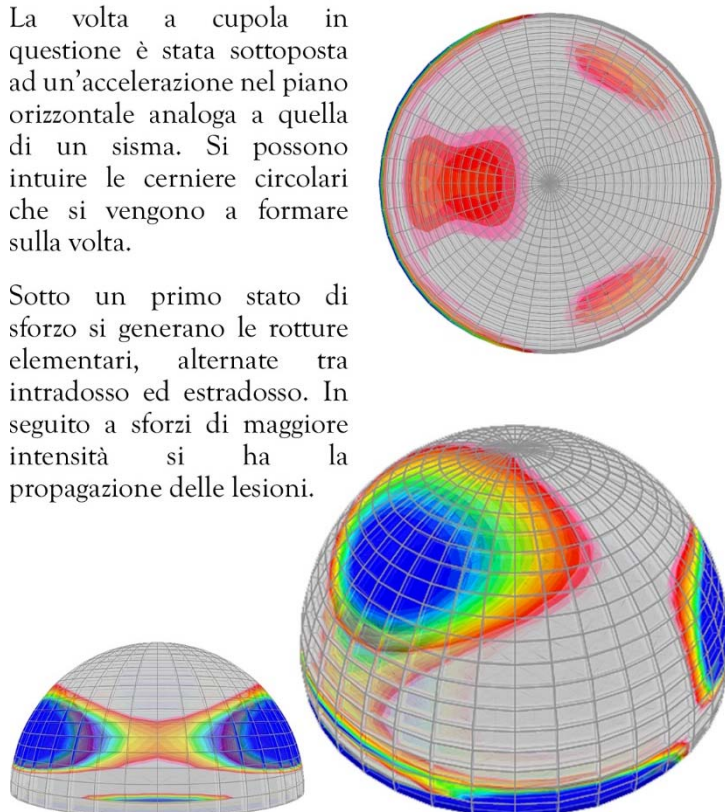 La volta a cupola in
questione è stata sottoposta
ad un'accelerazione nel piano
orizzontale analoga a quella
di un sisma. Si possono
intuire le cerniere circolari
che si vengono a formare
sulla volta.
Sotto un primo stato di
sforzo si generano le rotture
elementari, alternate tra
intradosso ed estradosso. In
seguito a sforzi di maggiore
intensità si ha la
propagazione delle lesioni.